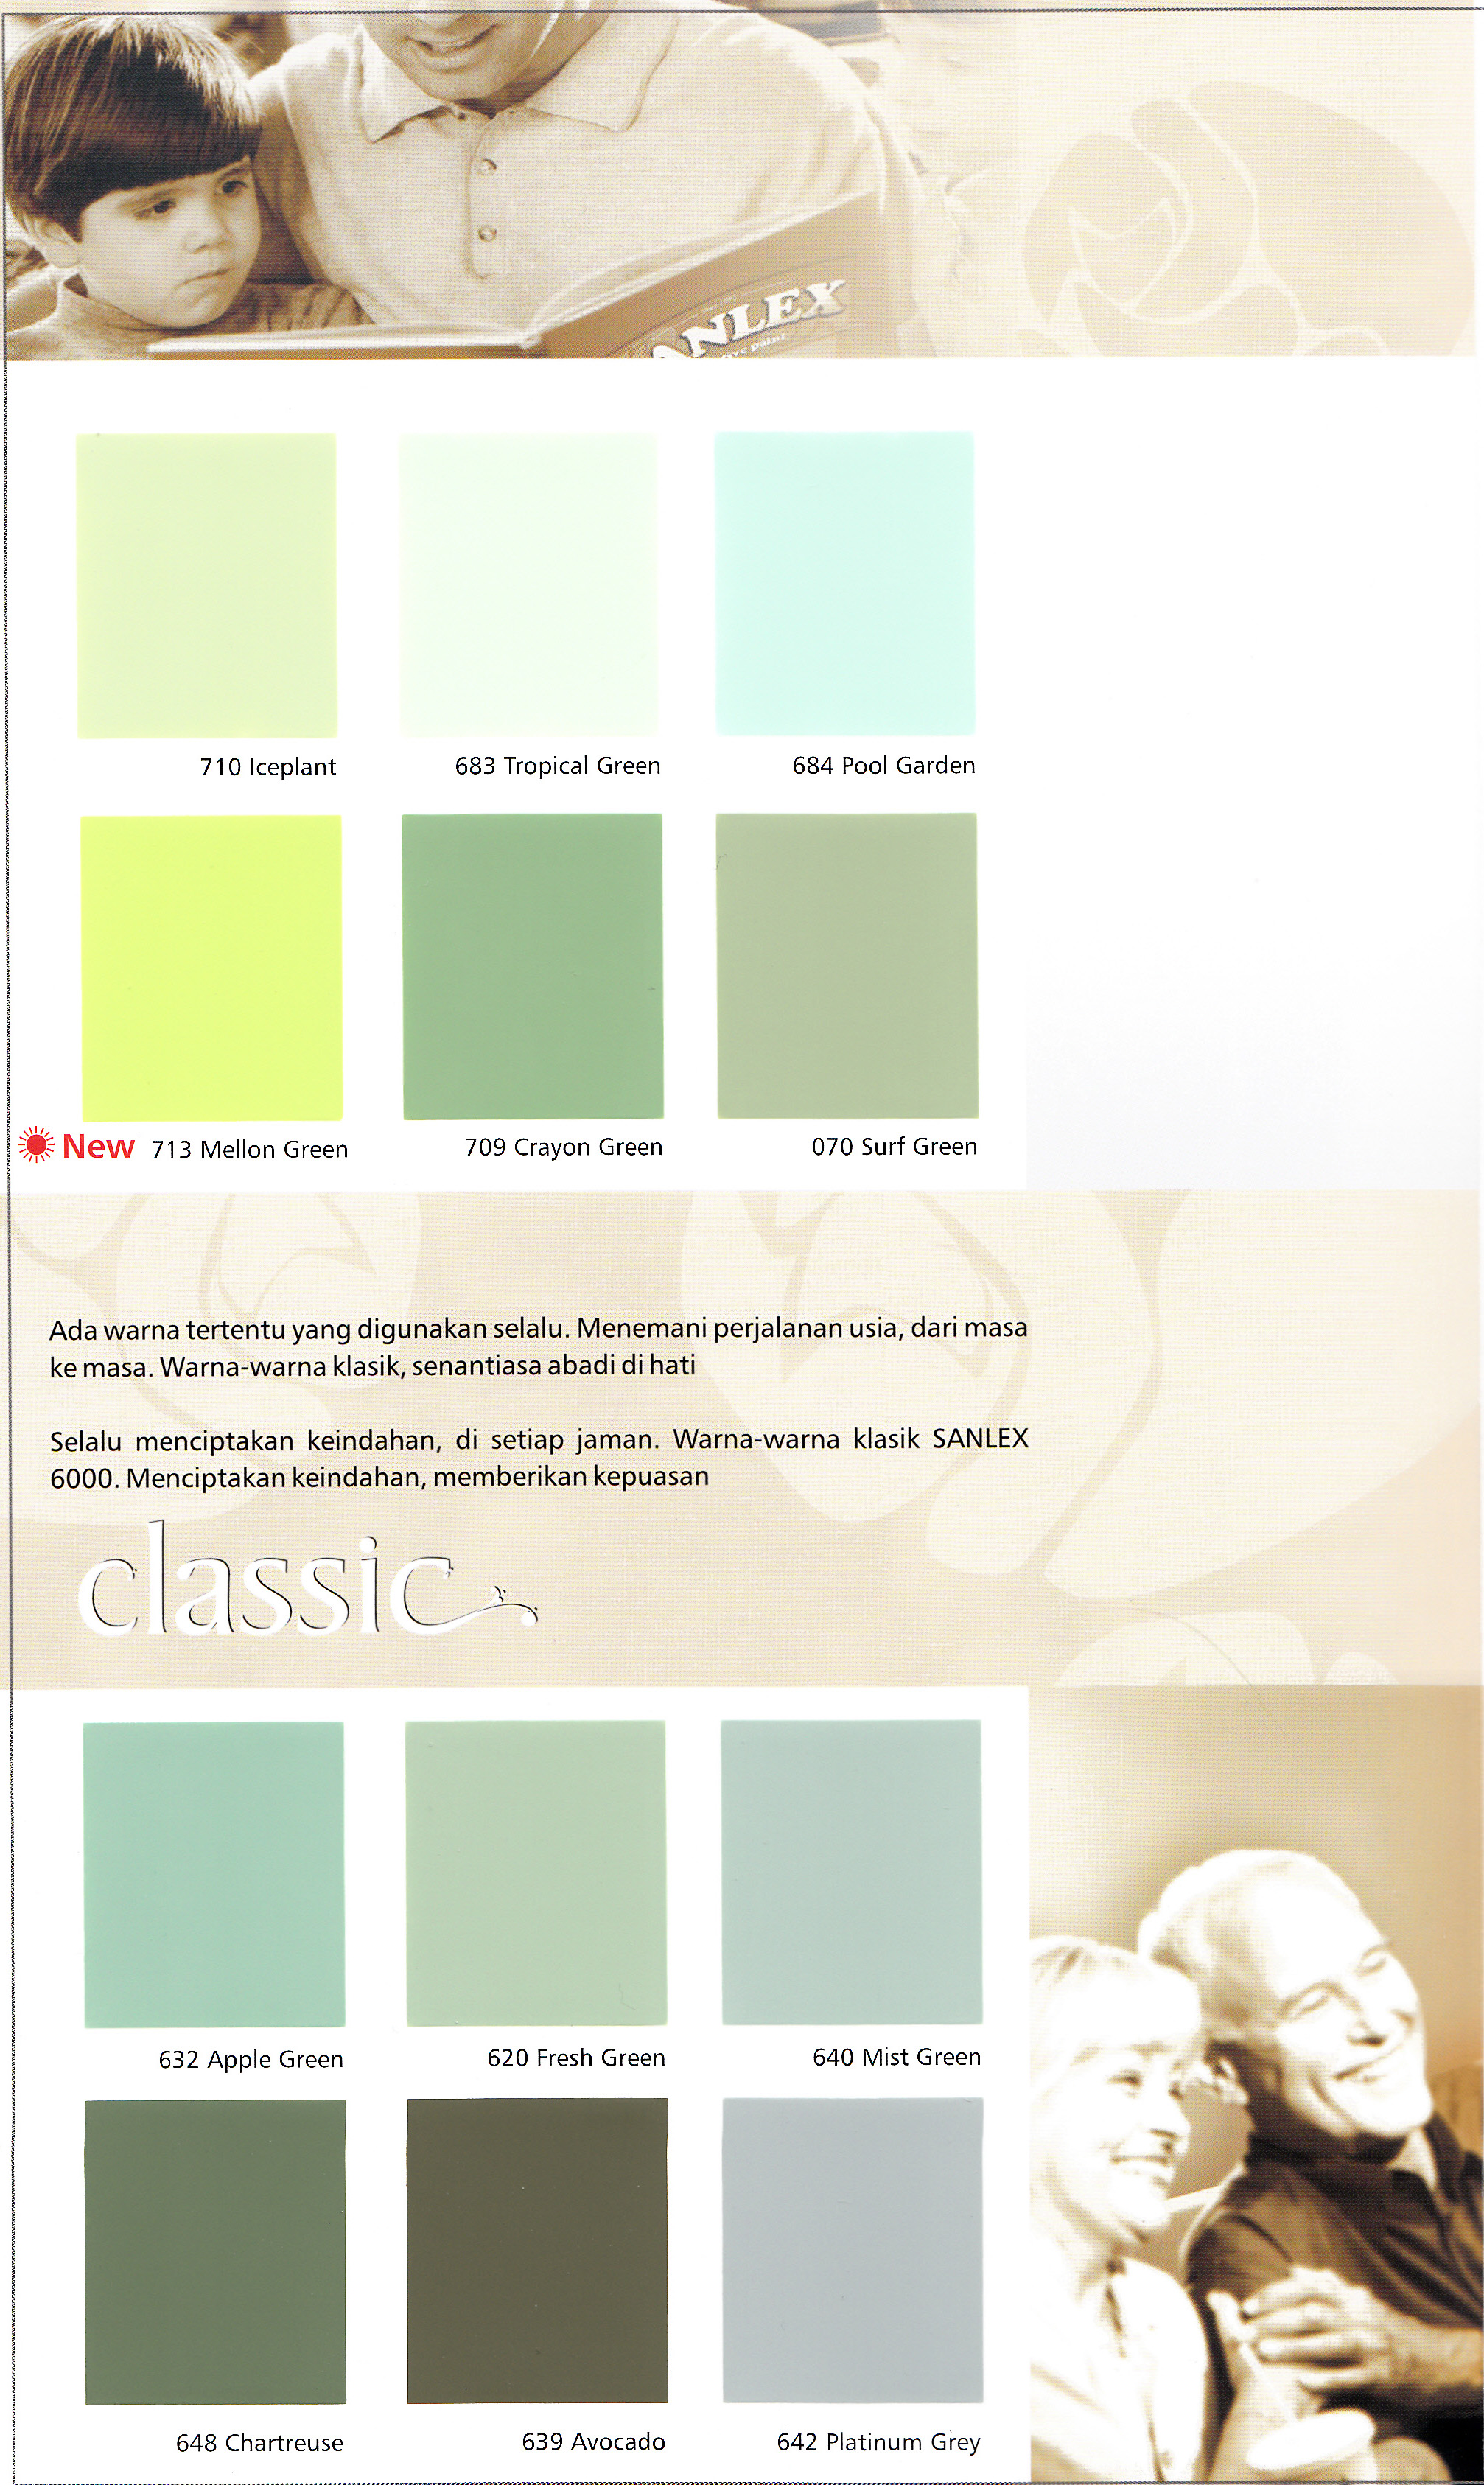 ANLEX
710 Iceplant
683 Tropical Green
684 Pool Garden
New 713 Mellon Green
709 Crayon Green
070 Surf Green
Ada warna tertentu yang digunakan selalu. Menemani perjalanan usia, dari masa
ke masa. Warna-warna klasik, senantiasa abadi di hati
Selalu menciptakan keindahan, di setiap jaman. Warna-warna klasik SANLEX
6000. Menciptakan keindahan, memberikan kepuasan
classic
632 Apple Green
620 Fresh Green
640 Mist Green
648 Chartreuse
639 Avocado
642 Platinum Grey